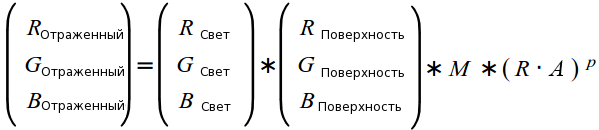 R Отраженный R Свет R Поверхность
G Отраженный = G Свет * G Поверхность * M * ( R · A ) p
B Отраженный B Свет B Поверхность